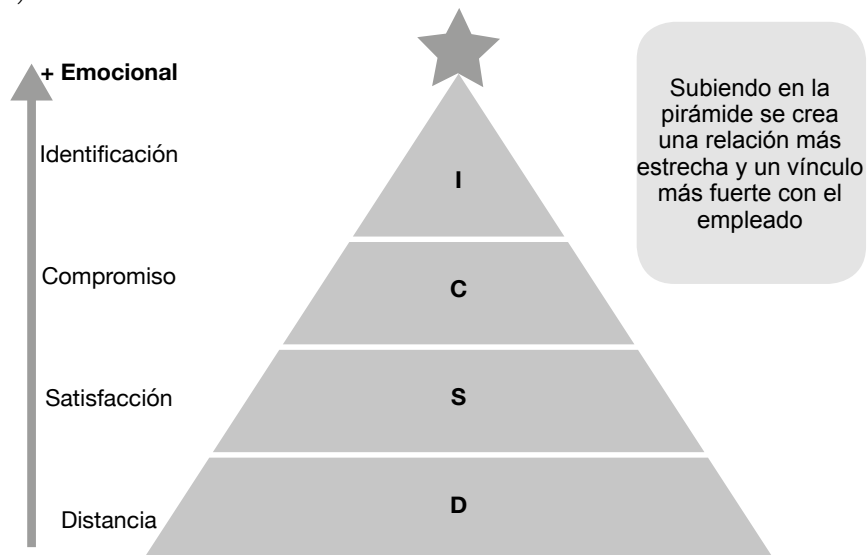 + Emocional
Identificación
Compromiso
Satisfacción
Distancia
I
C
S
D
Subiendo en la
pirámide se crea
una relación más
estrecha y un vínculo
más fuerte con el
empleado